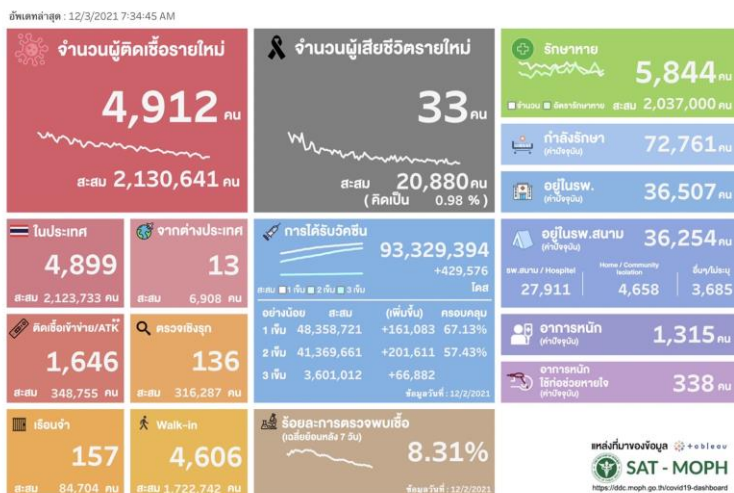 อัพเดทล่าสุด : 12/3/2021 7:34:45 AM
จำนวนผู้ติดเชื้อรายใหม่
4,912 คน
สะสม 2,130,641 คน
จำนวนผู้เสียชีวิตรายใหม่
33 คน
สะสม 20,880 คน
(คิดเป็น 0.98 %)
รักษาหาย
5,844 คน
จำนวน อัตรารักษาหาย สะสม 2,037,000 คน
กำลังรักษา
(ค่าปัจจุบัน)
72,761 คน
อยู่ในรพ.
(ค่าปัจจุบัน)
36,507 คน
ในประเทศ
4,899
สะสม 2,123,733 คน
จากต่างประเทศ
13
สะสม 6,908 คน
การได้รับวัคซีน
93,329,394
+429,576
สะสม 1 เข็ม 2 เข็ม 3 เข็ม
โดส
อย่างน้อย สะสม (เพิ่มขึ้น) ครอบคลุม
1 เข็ม 48,358,721 +161,083 67.13%
2 เข็ม 41,369,661 +201,611 57.43%
3 เข็ม 3,601,012 +66,882
ข้อมูลวันที่ : 12/2/2021
อยู่ในรพ.สนาม
(ค่าปัจจุบัน)
36,254 คน
รพ.สนาม / Hospitel
27,911
Home / Community
Isolation
4,658
อื่นๆ/ไม่ระบุ
3,685
ติดเชื้อเข้าข่าย/ATK**
1,646
สะสม 348,755 คน
ตรวจเชิงรุก
136
สะสม 316,287 คน
อาการหนัก
(ค่าปัจจุบัน)
1,315 คน
อาการหนัก
ใช้ท่อช่วยหายใจ
(ค่าปัจจุบัน)
338 คน
เรือนจำ
157
สะสม 84,704 คน
Walk-in
4,606
สะสม 1,722,742 คน
ร้อยละการตรวจพบเชื้อ
(เฉลี่ยย้อนหลัง 7 วัน)
8.31%
ข้อมูลวันที่ : 12/2/2021
แหล่งที่มาของข้อมูล +ableau
SAT - MOPH
https://ddc.moph.go.th/covid19-dashboard